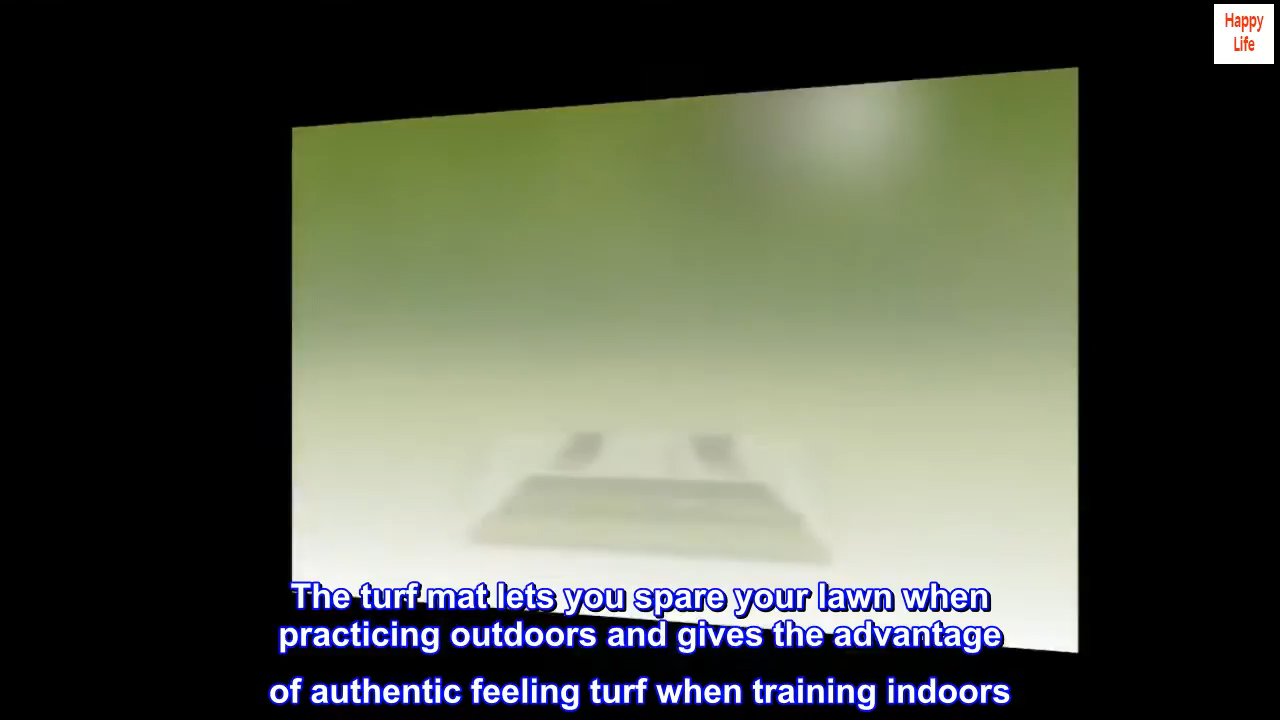 Happy
Life
The turf mat lets you spare your lawn when
practicing outdoors and gives the advantage
of authentic feeling turf when training indoors